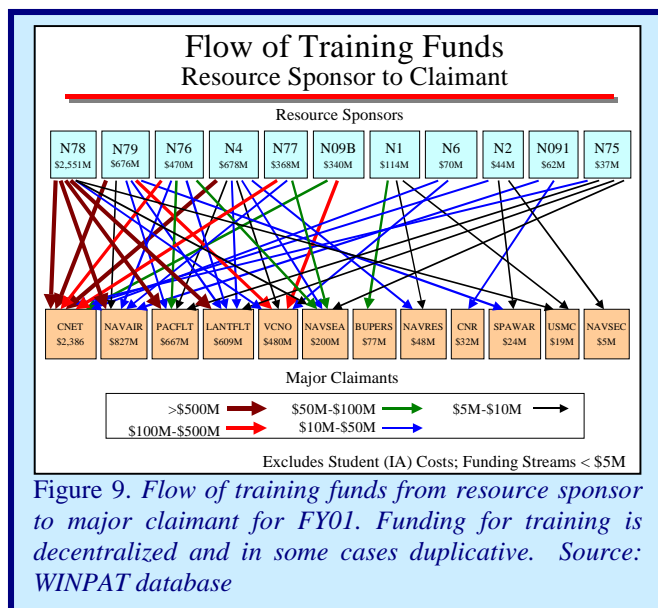 Flow of Training Funds
Resource Sponsor to Claimant
Resource Sponsors
N78 N79 N76 N4 N77 N09B N1 N6 N2 N091 N75
$2,551M $676M $470M $678M $368M $340M $114M $70M $44M $62M $37M
CNET NAVAIR PACFLT LANTFLT VCNO NAVSEA BUPERS NAVRES CNR SPAWAR USMC NAVSEC
$2,386 $827M $667M $609M $480M $200M $77M $48M $32M $24M $19M $5M
Major Claimants
>$500M $50M-$100M $5M-$10M
$100M-$500M $10M-$50M
Excludes Student (IA) Costs; Funding Streams < $5M
Figure 9. Flow of training funds from resource sponsor
to major claimant for FY01. Funding for training is
decentralized and in some cases duplicative. Source:
WINPAT database